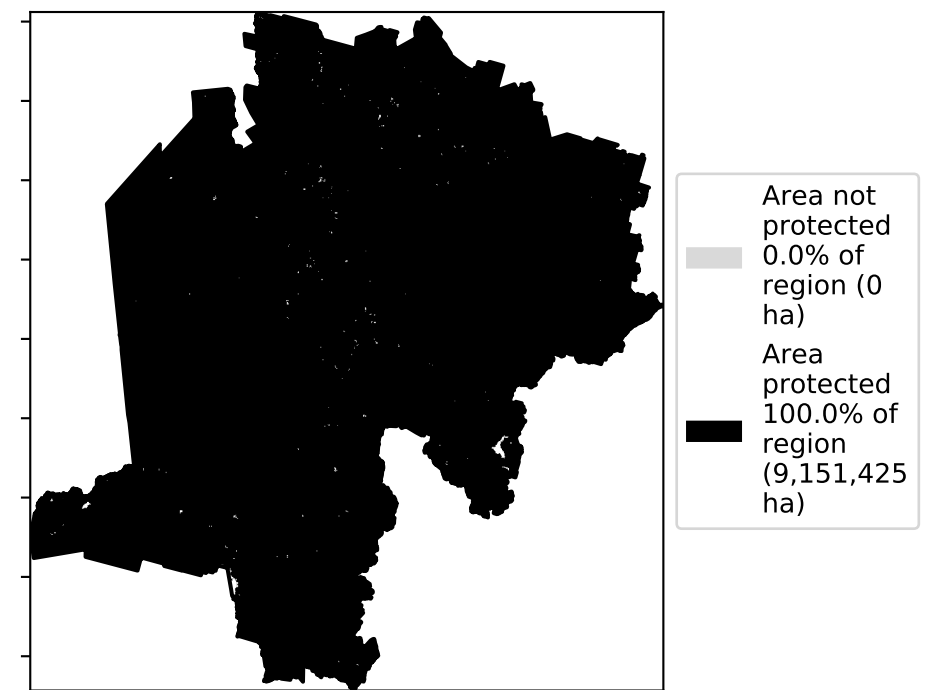 Area not
protected
0.0% of
region (0
ha)
Area
protected
100.0% of
region
(9,151,425
ha)